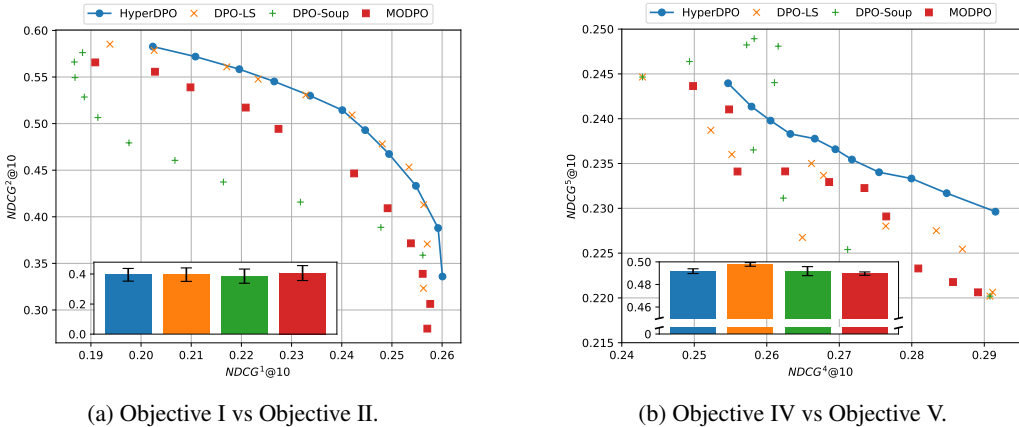 HyperDPO DPO-LS DPO-Soup MODPO
0.60
0.55
0.50
0.45
0.40
0.35
0.30
NDCG²@10
0.4
0.2
0.0
0.19 0.20 0.21 0.22 0.23 0.24 0.25 0.26
NDCG¹@10
(a) Objective I vs Objective II.
HyperDPO DPO-LS DPO-Soup MODPO
0.250
0.245
0.240
0.235
0.230
0.225
0.220
0.215
NDCG⁵@10
0.50
0.48
0.46
0
0.24 0.25 0.26 0.27 0.28 0.29
NDCG⁴@10
(b) Objective IV vs Objective V.